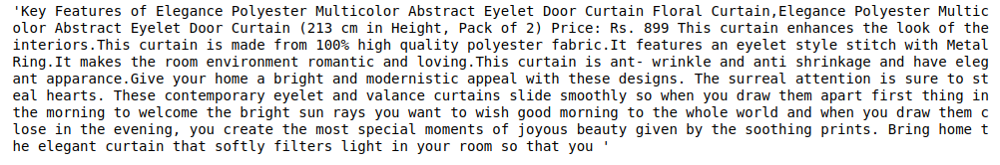 'Key Features of Elegance Polyester Multicolor Abstract Eyelet Door Curtain Floral Curtain,Elegance Polyester Multic
olor Abstract Eyelet Door Curtain (213 cm in Height, Pack of 2) Price: Rs. 899 This curtain enhances the look of the
interiors.This curtain is made from 100% high quality polyester fabric.It features an eyelet style stitch with Metal
Ring.It makes the room environment romantic and loving.This curtain is ant- wrinkle and anti shrinkage and have eleg
ant apparance.Give your home a bright and modernistic appeal with these designs. The surreal attention is sure to st
eal hearts. These contemporary eyelet and valance curtains slide smoothly so when you draw them apart first thing in
the morning to welcome the bright sun rays you want to wish good morning to the whole world and when you draw them c
lose in the evening, you create the most special moments of joyous beauty given by the soothing prints. Bring home t
he elegant curtain that softly filters light in your room so that you '